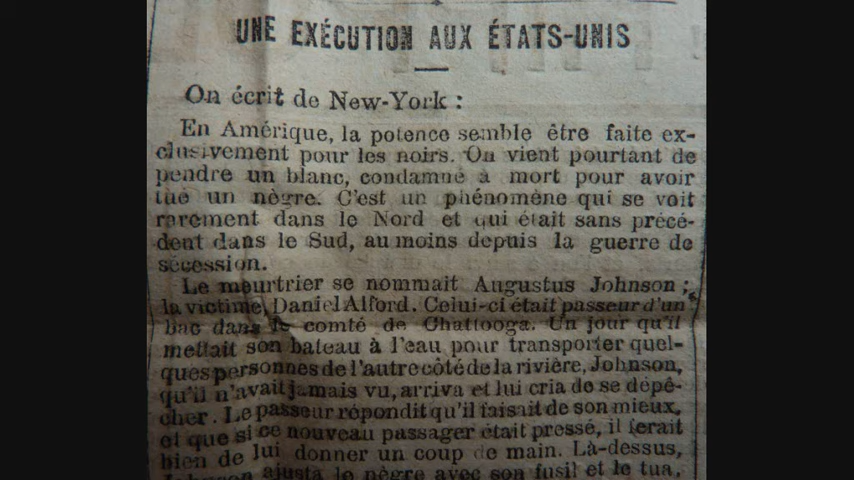 UNE EXÉCUTION AUX ÉTATS-UNIS
On écrit de New-York :
En Amérique, la potence semble être faite ex-
clusivement pour les noirs. On vient pourtant de
pendre un blanc, condamné à mort pour avoir
tué un nègre. C'est un phénomène qui se voit
rarement dans le Nord et qui était sans précé-
dent dans le Sud, au moins depuis la guerre de
sécession.
Le meurtrier se nommait Augustus Johnson ;
la victime, Daniel Alford. Celui-ci était passeur d'un
bac dans le comté de Chattooga. Un jour qu'il
mettait son bateau à l'eau pour transporter quel-
ques personnes de l'autre côté de la rivière, Johnson,
qu'il n'avait jamais vu, arriva et lui cria de se dépê-
cher. Le passeur répondit qu'il faisait de son mieux,
et que si ce nouveau passager était pressé, il ferait
bien de lui donner un coup de main. Là-dessus,
Johnson ajusta le nègre avec son fusil et le tua.